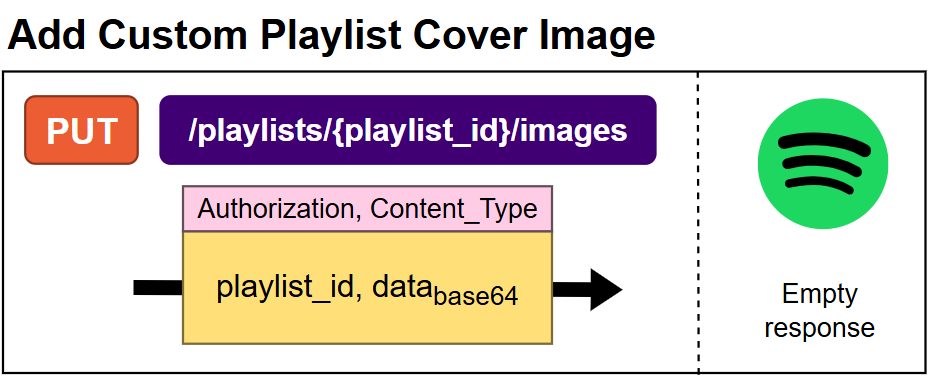 Add Custom Playlist Cover Image
PUT
/playlists/{playlist_id}/images
Authorization, Content_Type
playlist_id, database64
Empty
response